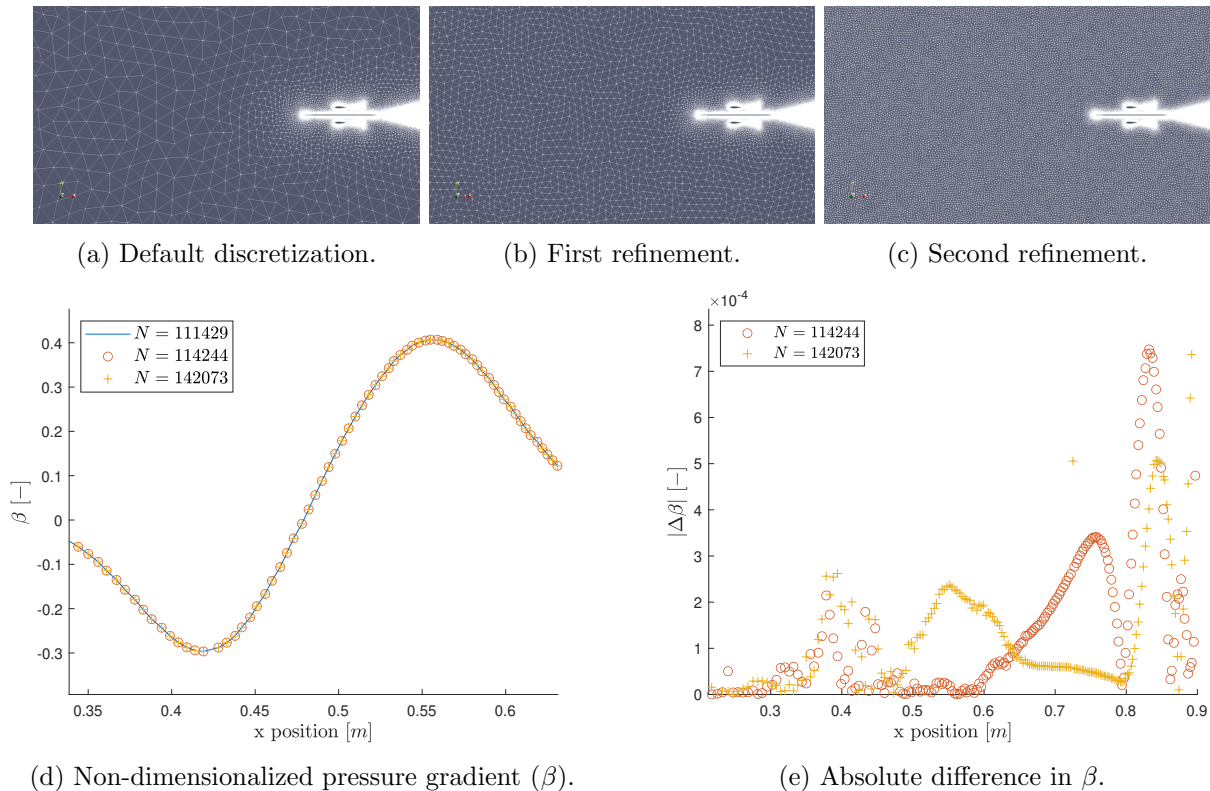 (a) Default discretization.
(b) First refinement.
(c) Second refinement.
N = 111429
N = 114244
N = 142073
0.4
0.3
0.2
0.1
0
-0.1
-0.2
-0.3
β [−]
0.35
0.4
0.45
0.5
0.55
0.6
x position [m]
(d) Non-dimensionalized pressure gradient (β).
×10⁻⁴
N = 114244
N = 142073
8
7
6
5
4
3
2
1
0
|Δβ| [−]
0.3
0.4
0.5
0.6
0.7
0.8
0.9
x position [m]
(e) Absolute difference in β.